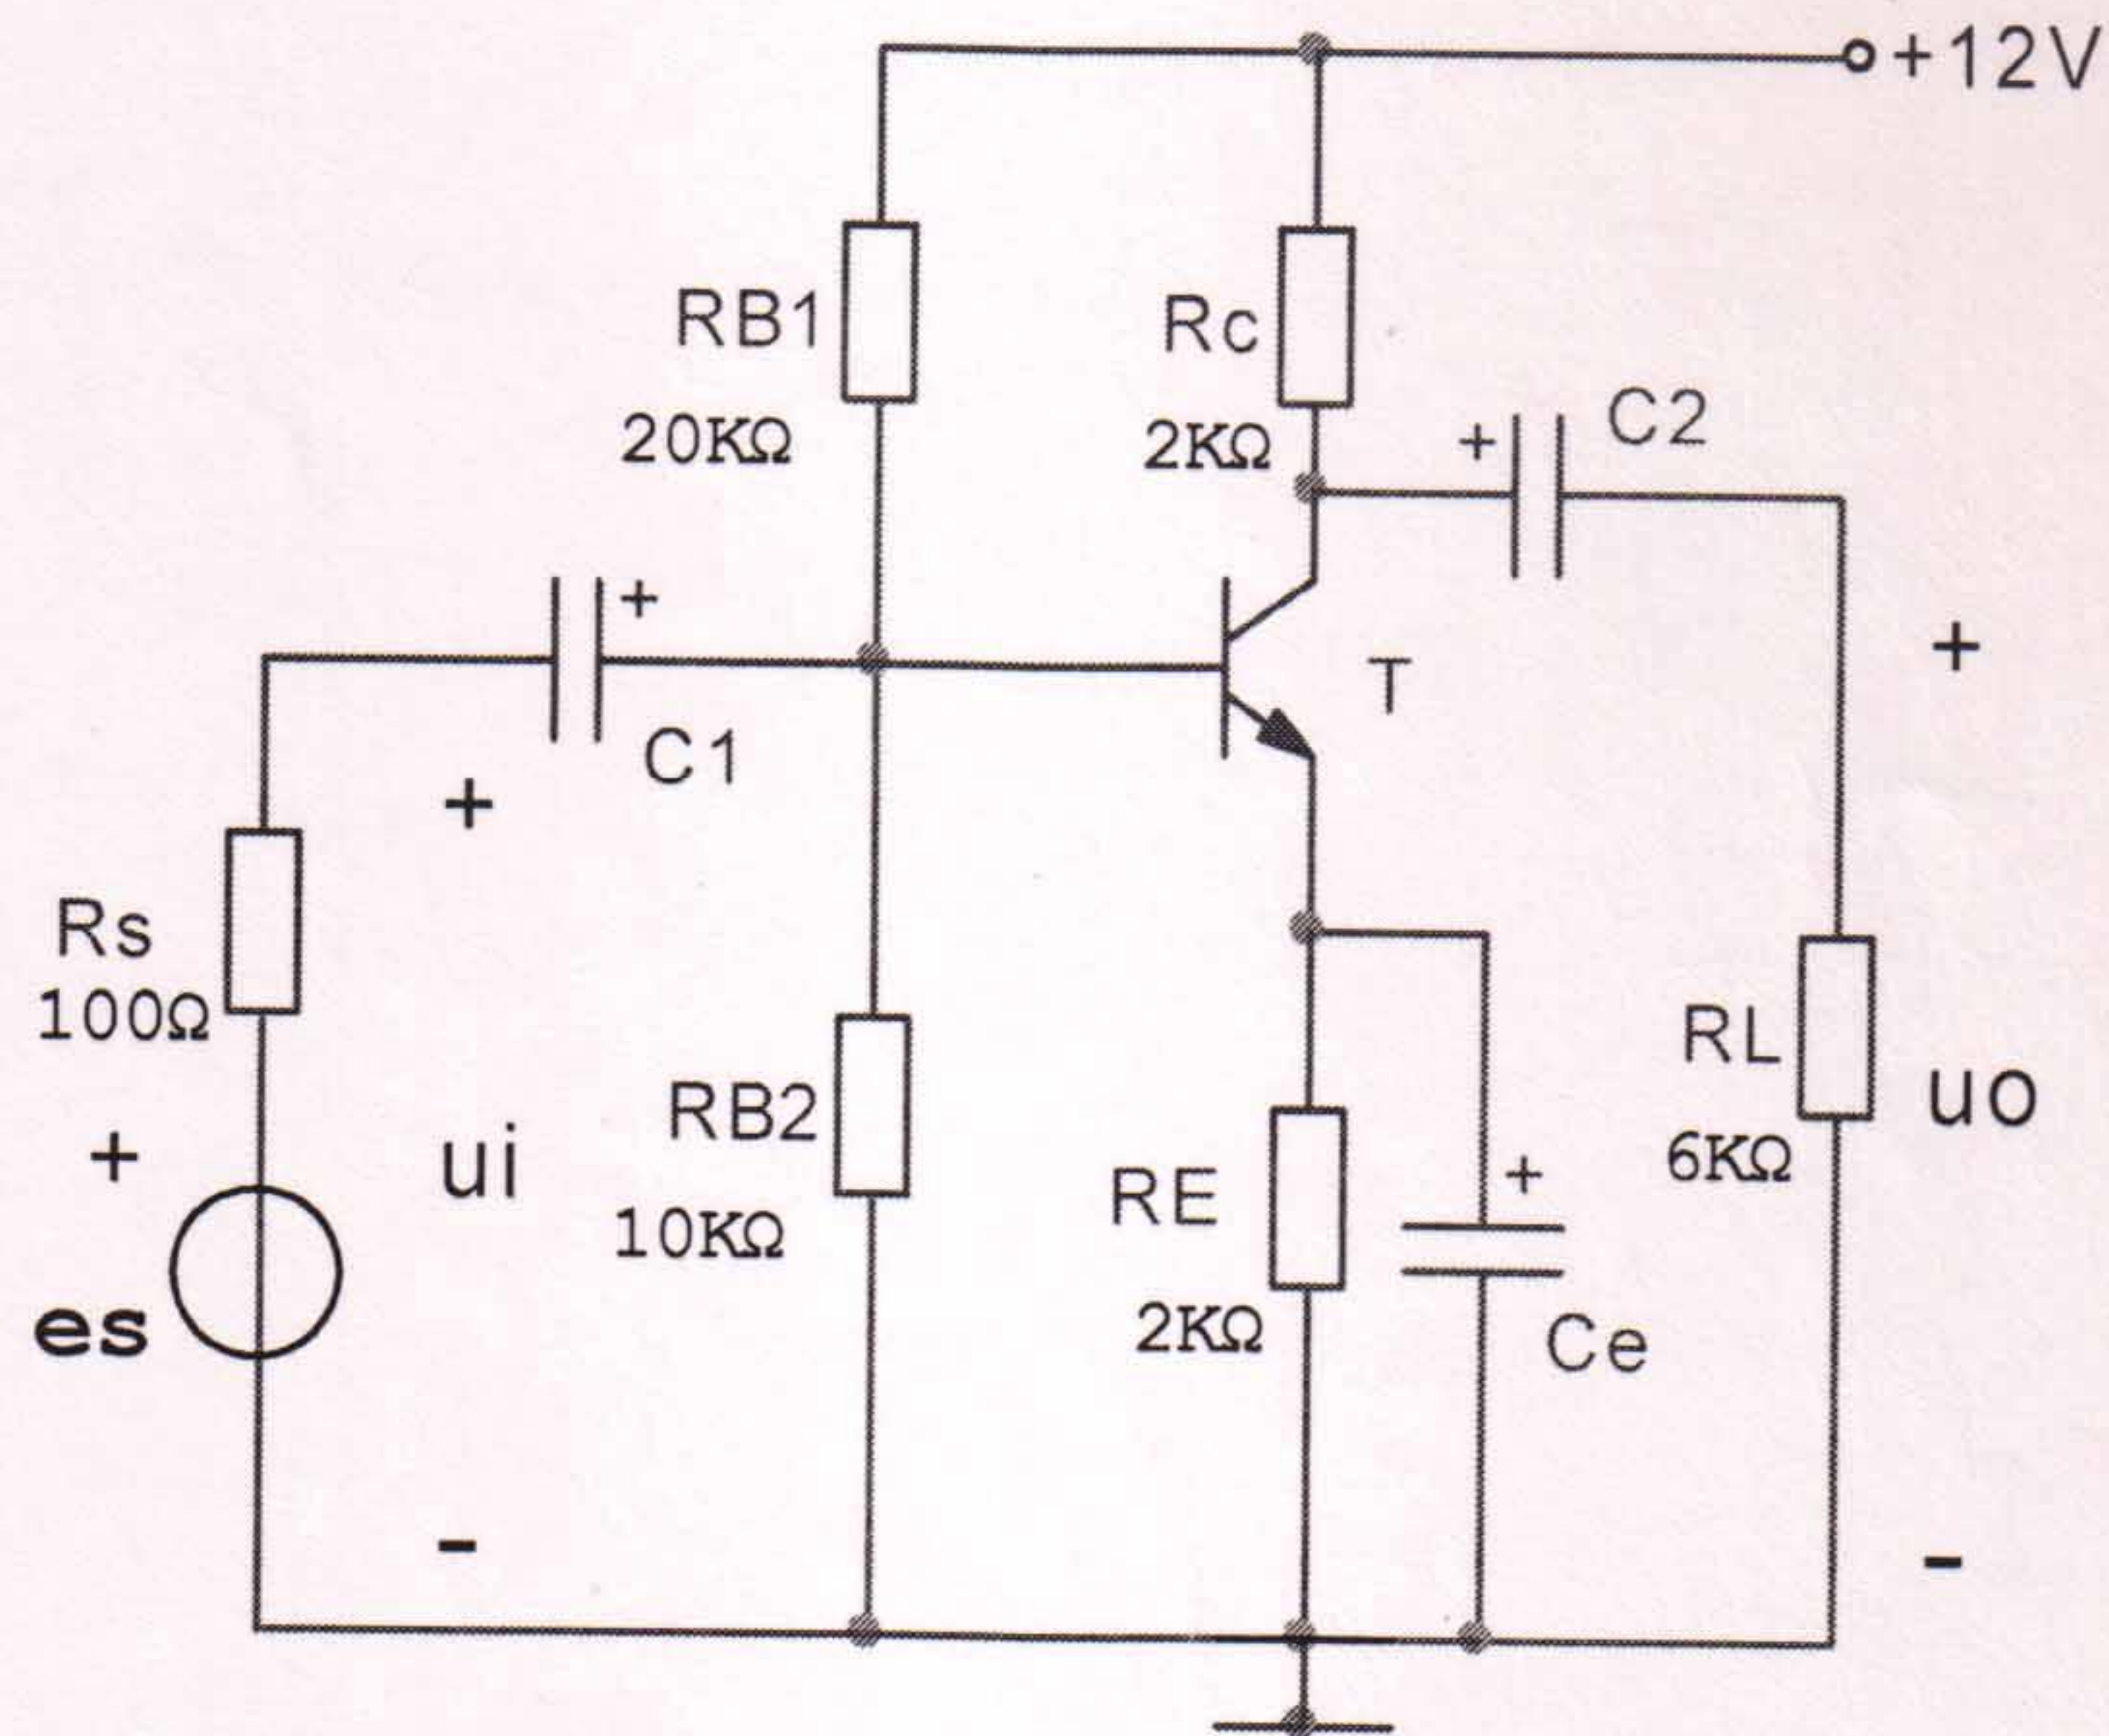 +12V
RB1
20KΩ
Rc
2KΩ
+
C2
+
C1
T
+
+
Rs
100Ω
+
es
ui
RB2
10KΩ
RE
2KΩ
+
Ce
RL
6KΩ
uo
-
-